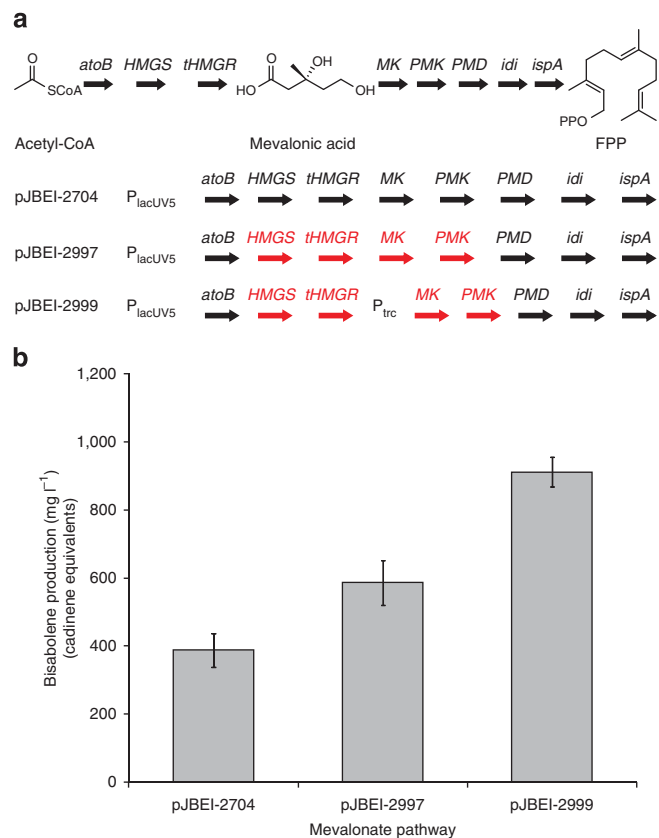 a
atoB HMGS tHMGR MK PMK PMD idi ispA
O SCoA HO O OH OH PPO
Acetyl-CoA Mevalonic acid FPP
atoB HMGS tHMGR MK PMK PMD idi ispA
pJBEI-2704 PlacUV5
atoB HMGS tHMGR MK PMK PMD idi ispA
pJBEI-2997 PlacUV5
atoB HMGS tHMGR MK PMK PMD idi ispA
pJBEI-2999 PlacUV5 Ptrc
b
1,200
1,000
800
600
400
200
0
Bisabolene production (mg l⁻¹)
(cadinene equivalents)
pJBEI-2704 pJBEI-2997 pJBEI-2999
Mevalonate pathway